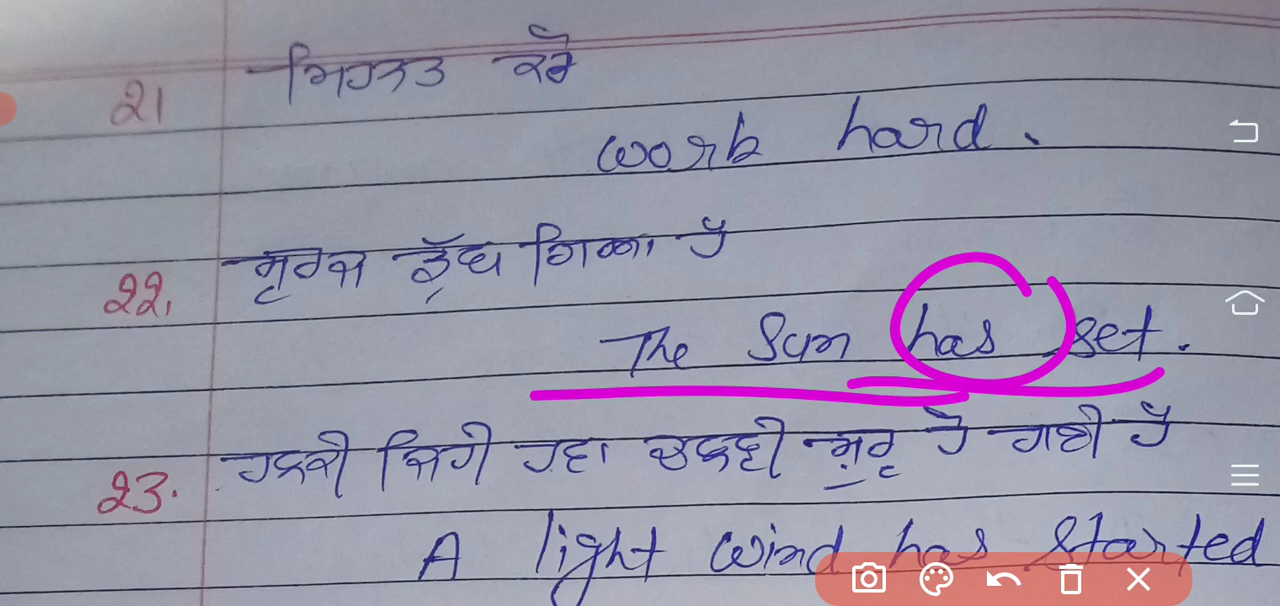 21 ਮਿਹਨਤ ਕਰੋ
work hard.
22. ਸੂਰਜ ਡੁੱਬ ਗਿਆ ਹੈ
The Sun has set.
23. ਹਲਕੀ ਜਿਹੀ ਹਵਾ ਚੱਲਣੀ ਸ਼ੁਰੂ ਹੋ ਗਈ ਹੈ
A light wind has started